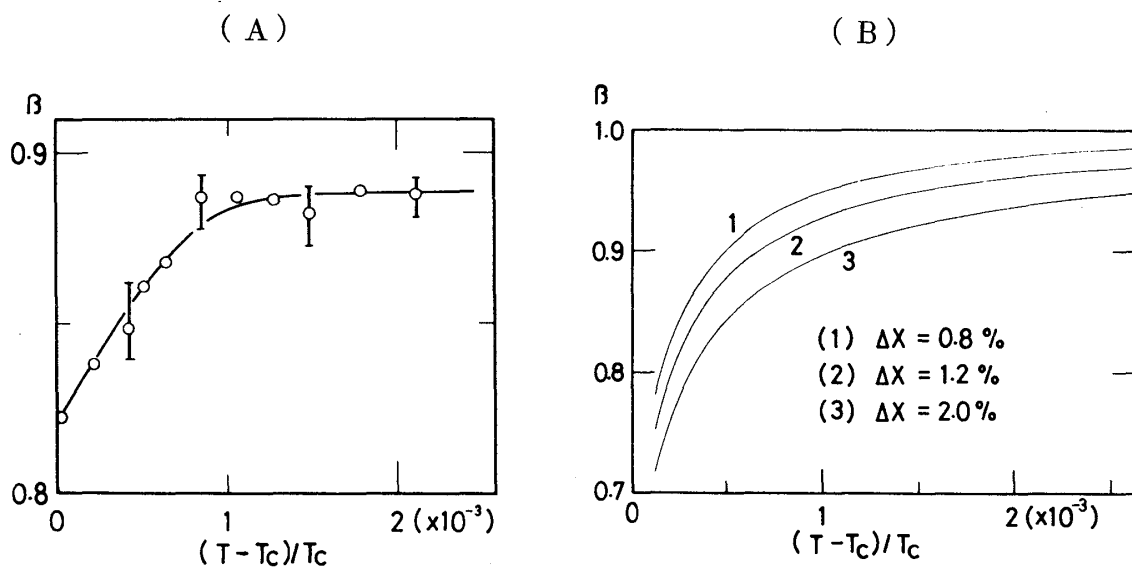 ( A )
β
0.9
0.8
0
1
2 (x10⁻³)
(T-Tc)/Tc
( B )
β
1.0
0.9
0.8
0.7
1
2
3
(1) ΔX = 0.8 %
(2) ΔX = 1.2 %
(3) ΔX = 2.0 %
0
1
2 (x10⁻³)
(T-Tc)/Tc